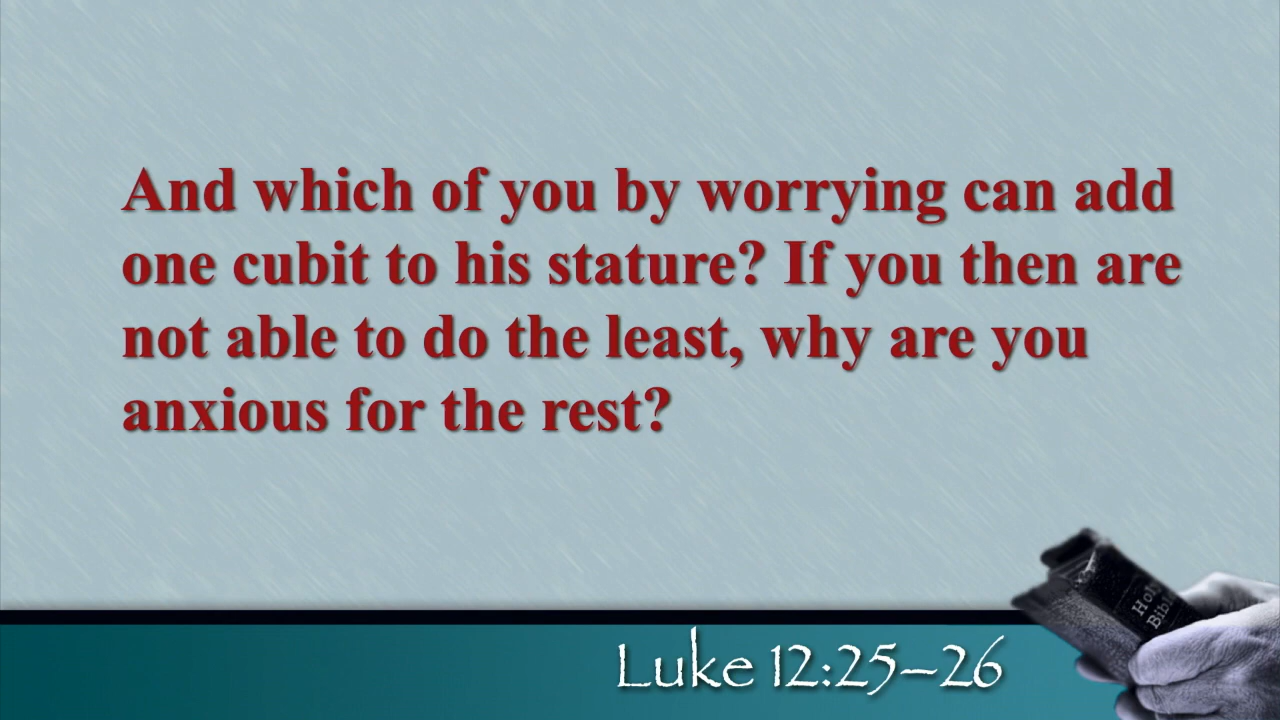 And which of you by worrying can add
one cubit to his stature? If you then are
not able to do the least, why are you
anxious for the rest?
Holy
Bible
Luke 12:25–26